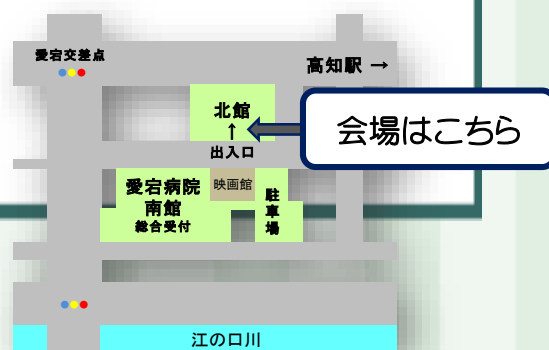 愛宕交差点
高知駅 →
北館
↑
出入口
会場はこちら
愛宕病院
南館
総合受付
映画館
駐車場
江の口川